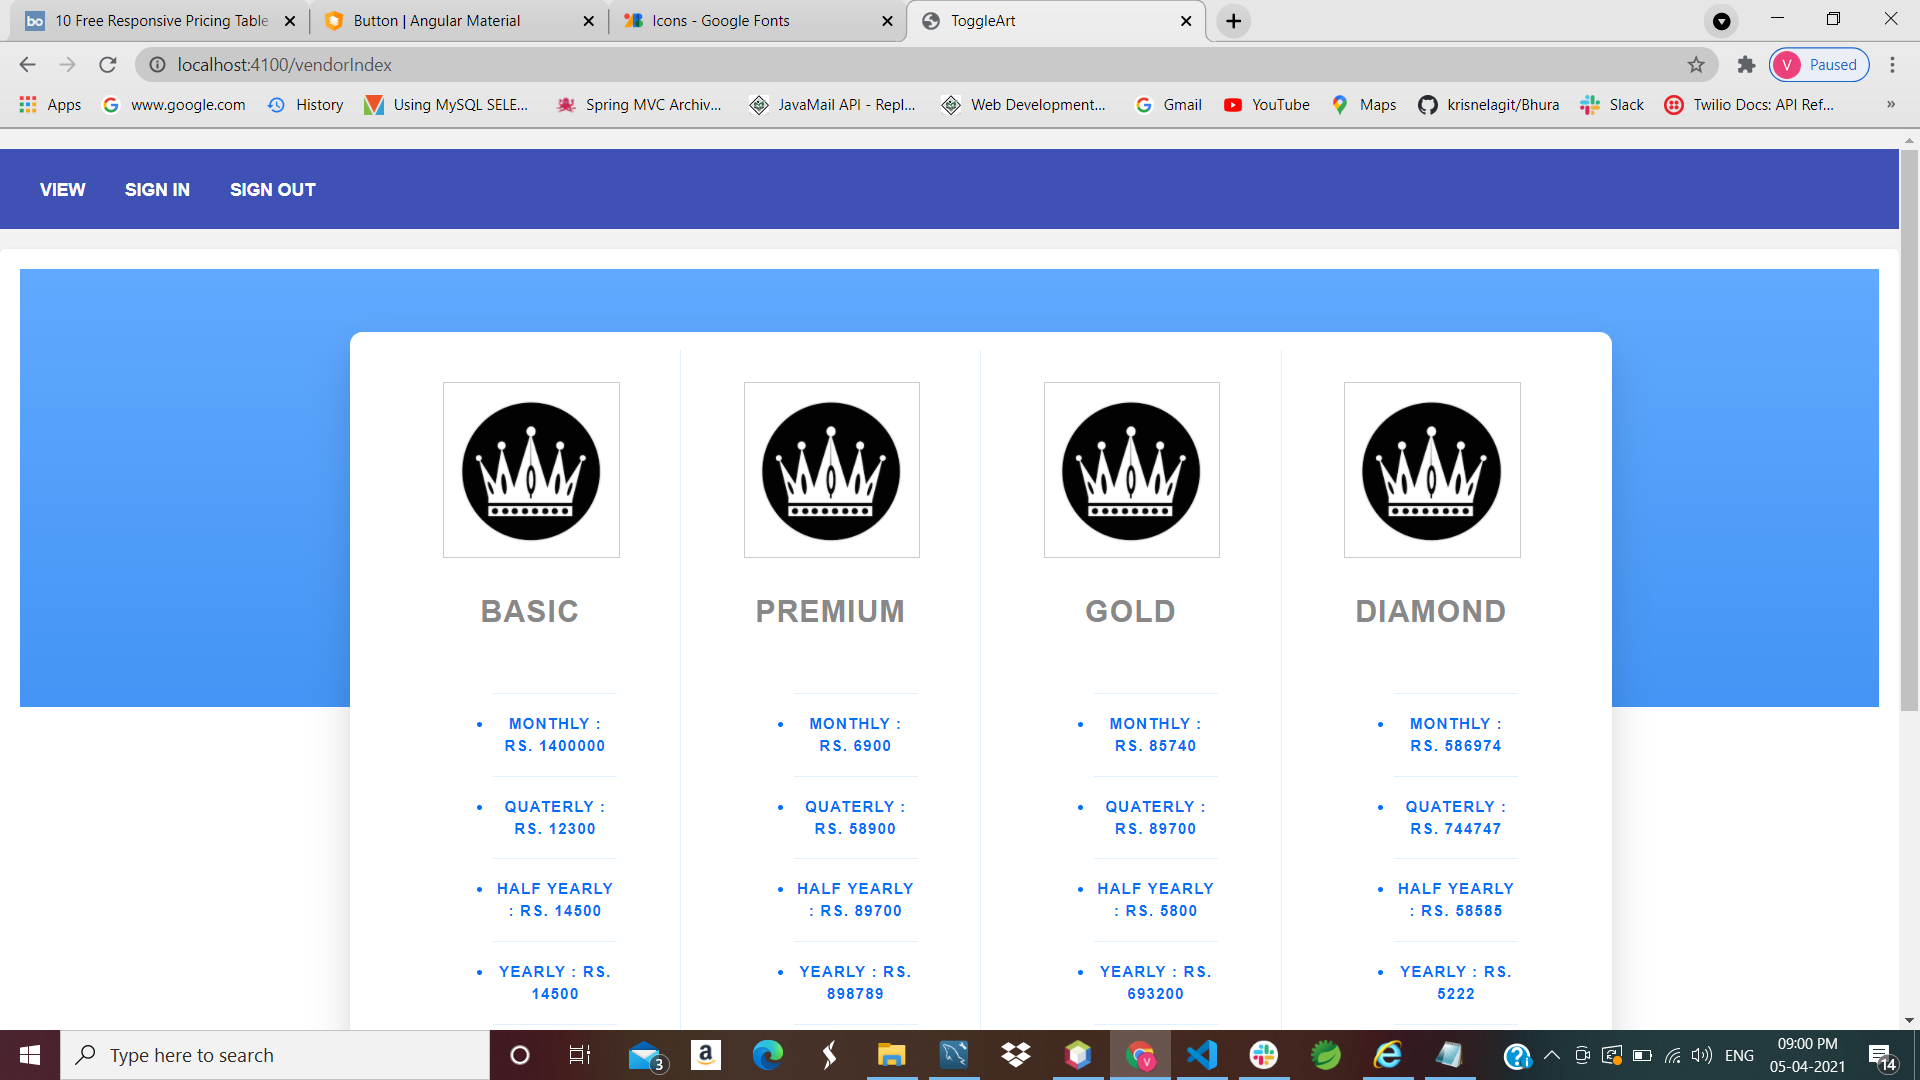 10 Free Responsive Pricing Table
Button | Angular Material
Icons - Google Fonts
ToggleArt
localhost:4100/vendorIndex
V Paused
Apps
www.google.com
History
Using MySQL SELE...
Spring MVC Archiv...
JavaMail API - Repl...
Web Development...
Gmail
YouTube
Maps
krisnelagit/Bhura
Slack
Twilio Docs: API Ref...
»
VIEW SIGN IN SIGN OUT
BASIC
MONTHLY :
RS. 1400000
QUATERLY :
RS. 12300
HALF YEARLY
: RS. 14500
YEARLY : RS.
14500
PREMIUM
MONTHLY :
RS. 6900
QUATERLY :
RS. 58900
HALF YEARLY
: RS. 89700
YEARLY : RS.
898789
GOLD
MONTHLY :
RS. 85740
QUATERLY :
RS. 89700
HALF YEARLY
: RS. 5800
YEARLY : RS.
693200
DIAMOND
MONTHLY :
RS. 586974
QUATERLY :
RS. 744747
HALF YEARLY
: RS. 58585
YEARLY : RS.
5222
Type here to search
3
ENG
09:00 PM
05-04-2021
14